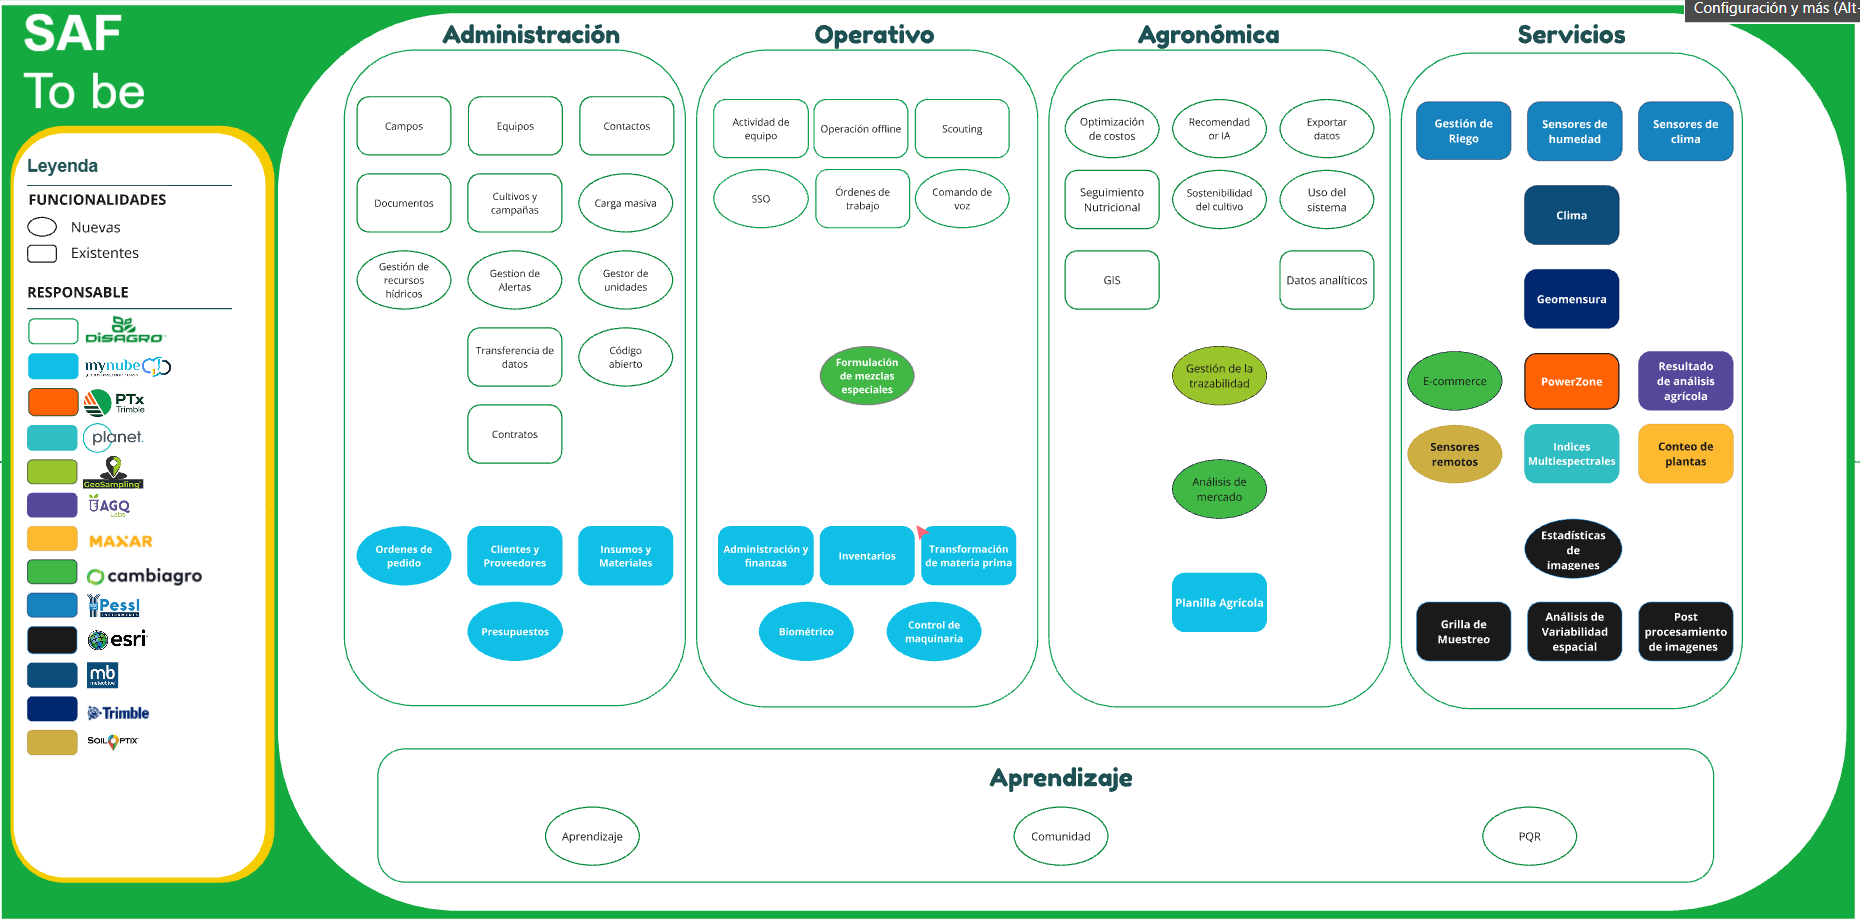 Configuración y más (Alt-
SAF
To be
Leyenda
FUNCIONALIDADES
Nuevas
Existentes
RESPONSABLE
DISAGRO
mynube
PTx
Trimble
planet.
GeoSampling
AGQ
Labs
MAXAR
cambiagro
Pessl
INSTRUMENTS
esri
mb
meteoblue
Trimble
SOILOPTIX
Administración
Campos
Equipos
Contactos
Documentos
Cultivos y
campañas
Carga masiva
Gestión de
recursos
hídricos
Gestion de
Alertas
Gestor de
unidades
Transferencia de
datos
Código
abierto
Contratos
Ordenes de
pedido
Clientes y
Proveedores
Insumos y
Materiales
Presupuestos
Operativo
Actividad de
equipo
Operación offline
Scouting
SSO
Órdenes de
trabajo
Comando de
voz
Formulación
de mezclas
especiales
Administración y
finanzas
Inventarios
Transformación
de materia prima
Biométrico
Control de
maquinaria
Agronómica
Optimización
de costos
Recomendad
or IA
Exportar
datos
Seguimiento
Nutricional
Sostenibilidad
del cultivo
Uso del
sistema
GIS
Datos analíticos
Gestión de la
trazabilidad
Análisis de
mercado
Planilla Agrícola
Servicios
Gestión de
Riego
Sensores de
humedad
Sensores de
clima
Clima
Geomensura
E-commerce
PowerZone
Resultado
de análisis
agrícola
Sensores
remotos
Indices
Multiespectrales
Conteo de
plantas
Estadísticas
de
imagenes
Grilla de
Muestreo
Análisis de
Variabilidad
espacial
Post
procesamiento
de imagenes
Aprendizaje
Aprendizaje
Comunidad
PQR